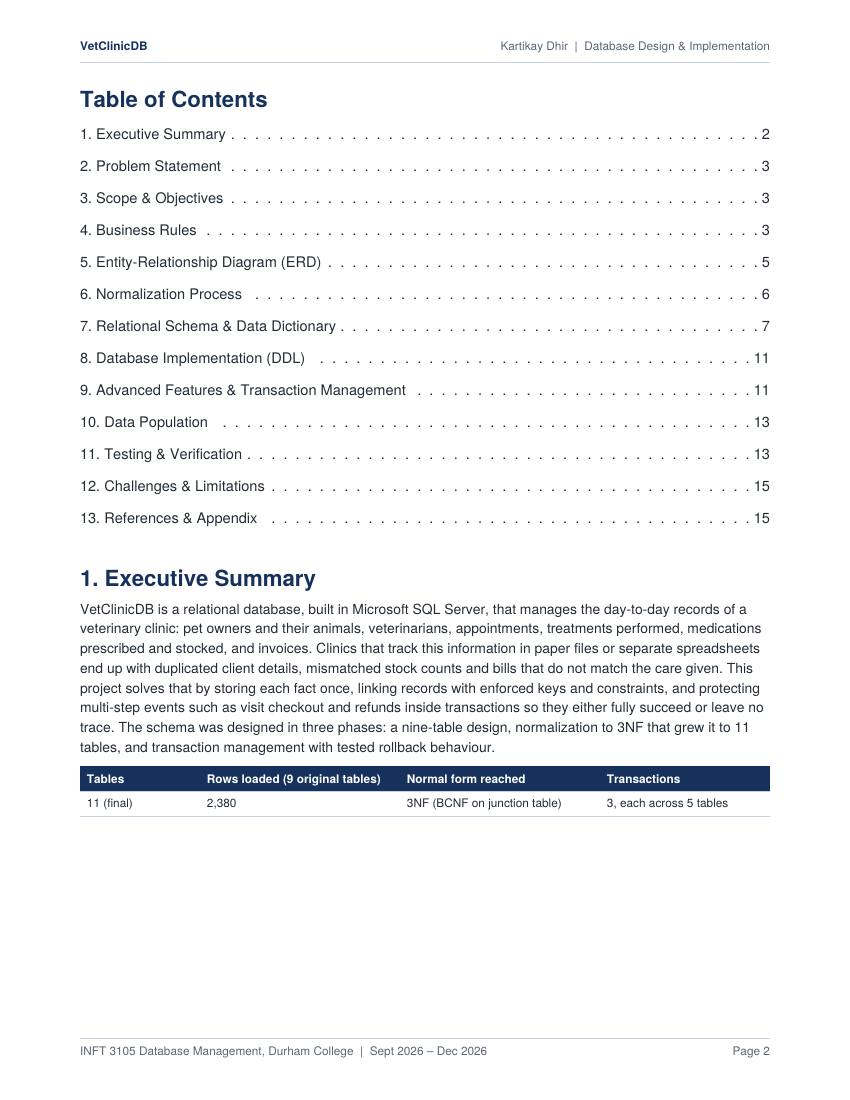 VetClinicDB
Kartikay Dhir | Database Design & Implementation
Table of Contents
1. Executive Summary . . . . . . . . . . . . . . . . . . . . . . . . . . . . . . . . . . . . . . . . . . . . 2
2. Problem Statement . . . . . . . . . . . . . . . . . . . . . . . . . . . . . . . . . . . . . . . . . . . . 3
3. Scope & Objectives . . . . . . . . . . . . . . . . . . . . . . . . . . . . . . . . . . . . . . . . . . . . 3
4. Business Rules . . . . . . . . . . . . . . . . . . . . . . . . . . . . . . . . . . . . . . . . . . . . . . 3
5. Entity-Relationship Diagram (ERD) . . . . . . . . . . . . . . . . . . . . . . . . . . . . . . . . . . 5
6. Normalization Process . . . . . . . . . . . . . . . . . . . . . . . . . . . . . . . . . . . . . . . . . 6
7. Relational Schema & Data Dictionary . . . . . . . . . . . . . . . . . . . . . . . . . . . . . . . . . 7
8. Database Implementation (DDL) . . . . . . . . . . . . . . . . . . . . . . . . . . . . . . . . . . . 11
9. Advanced Features & Transaction Management . . . . . . . . . . . . . . . . . . . . . . . . . 11
10. Data Population . . . . . . . . . . . . . . . . . . . . . . . . . . . . . . . . . . . . . . . . . . . . 13
11. Testing & Verification . . . . . . . . . . . . . . . . . . . . . . . . . . . . . . . . . . . . . . . . . 13
12. Challenges & Limitations . . . . . . . . . . . . . . . . . . . . . . . . . . . . . . . . . . . . . . . 15
13. References & Appendix . . . . . . . . . . . . . . . . . . . . . . . . . . . . . . . . . . . . . . . 15
1. Executive Summary
VetClinicDB is a relational database, built in Microsoft SQL Server, that manages the day-to-day records of a
veterinary clinic: pet owners and their animals, veterinarians, appointments, treatments performed, medications
prescribed and stocked, and invoices. Clinics that track this information in paper files or separate spreadsheets
end up with duplicated client details, mismatched stock counts and bills that do not match the care given. This
project solves that by storing each fact once, linking records with enforced keys and constraints, and protecting
multi-step events such as visit checkout and refunds inside transactions so they either fully succeed or leave no
trace. The schema was designed in three phases: a nine-table design, normalization to 3NF that grew it to 11
tables, and transaction management with tested rollback behaviour.
Tables Rows loaded (9 original tables) Normal form reached Transactions
11 (final) 2,380 3NF (BCNF on junction table) 3, each across 5 tables
INFT 3105 Database Management, Durham College | Sept 2026 – Dec 2026
Page 2